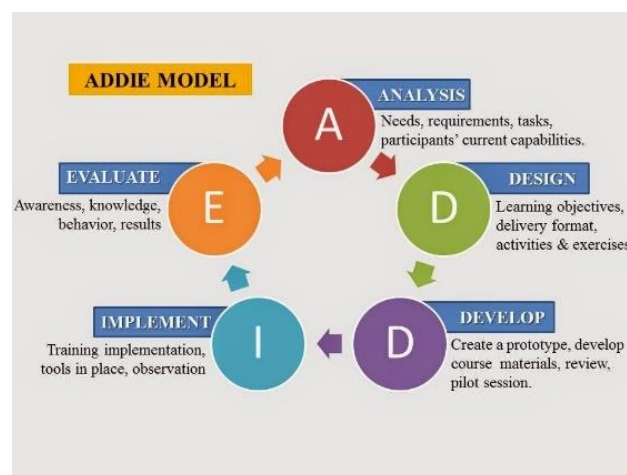 ADDIE MODEL
A
ANALYSIS
Needs, requirements, tasks,
participants' current capabilities.
D
DESIGN
Learning objectives,
delivery format,
activities & exercises
D
DEVELOP
Create a prototype, develop
course materials, review,
pilot session.
I
IMPLEMENT
Training implementation,
tools in place, observation
E
EVALUATE
Awareness, knowledge,
behavior, results